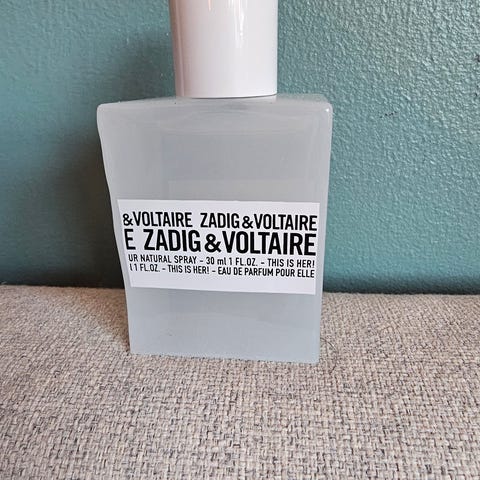 &VOLTAIRE ZADIG&VOLTAIRE
E ZADIG&VOLTAIRE
UR NATURAL SPRAY – 30 ml 1 FL.OZ. – THIS IS HER!
l 1 FL.OZ. – THIS IS HER! – EAU DE PARFUM POUR ELLE